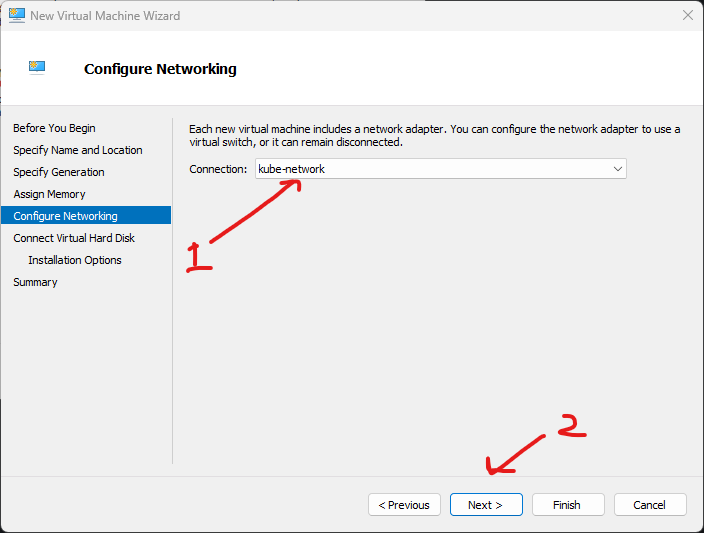 New Virtual Machine Wizard
Configure Networking
Before You Begin
Specify Name and Location
Specify Generation
Assign Memory
Configure Networking
Connect Virtual Hard Disk
Installation Options
Summary
Each new virtual machine includes a network adapter. You can configure the network adapter to use a
virtual switch, or it can remain disconnected.
Connection: kube-network
1
2
< Previous Next > Finish Cancel